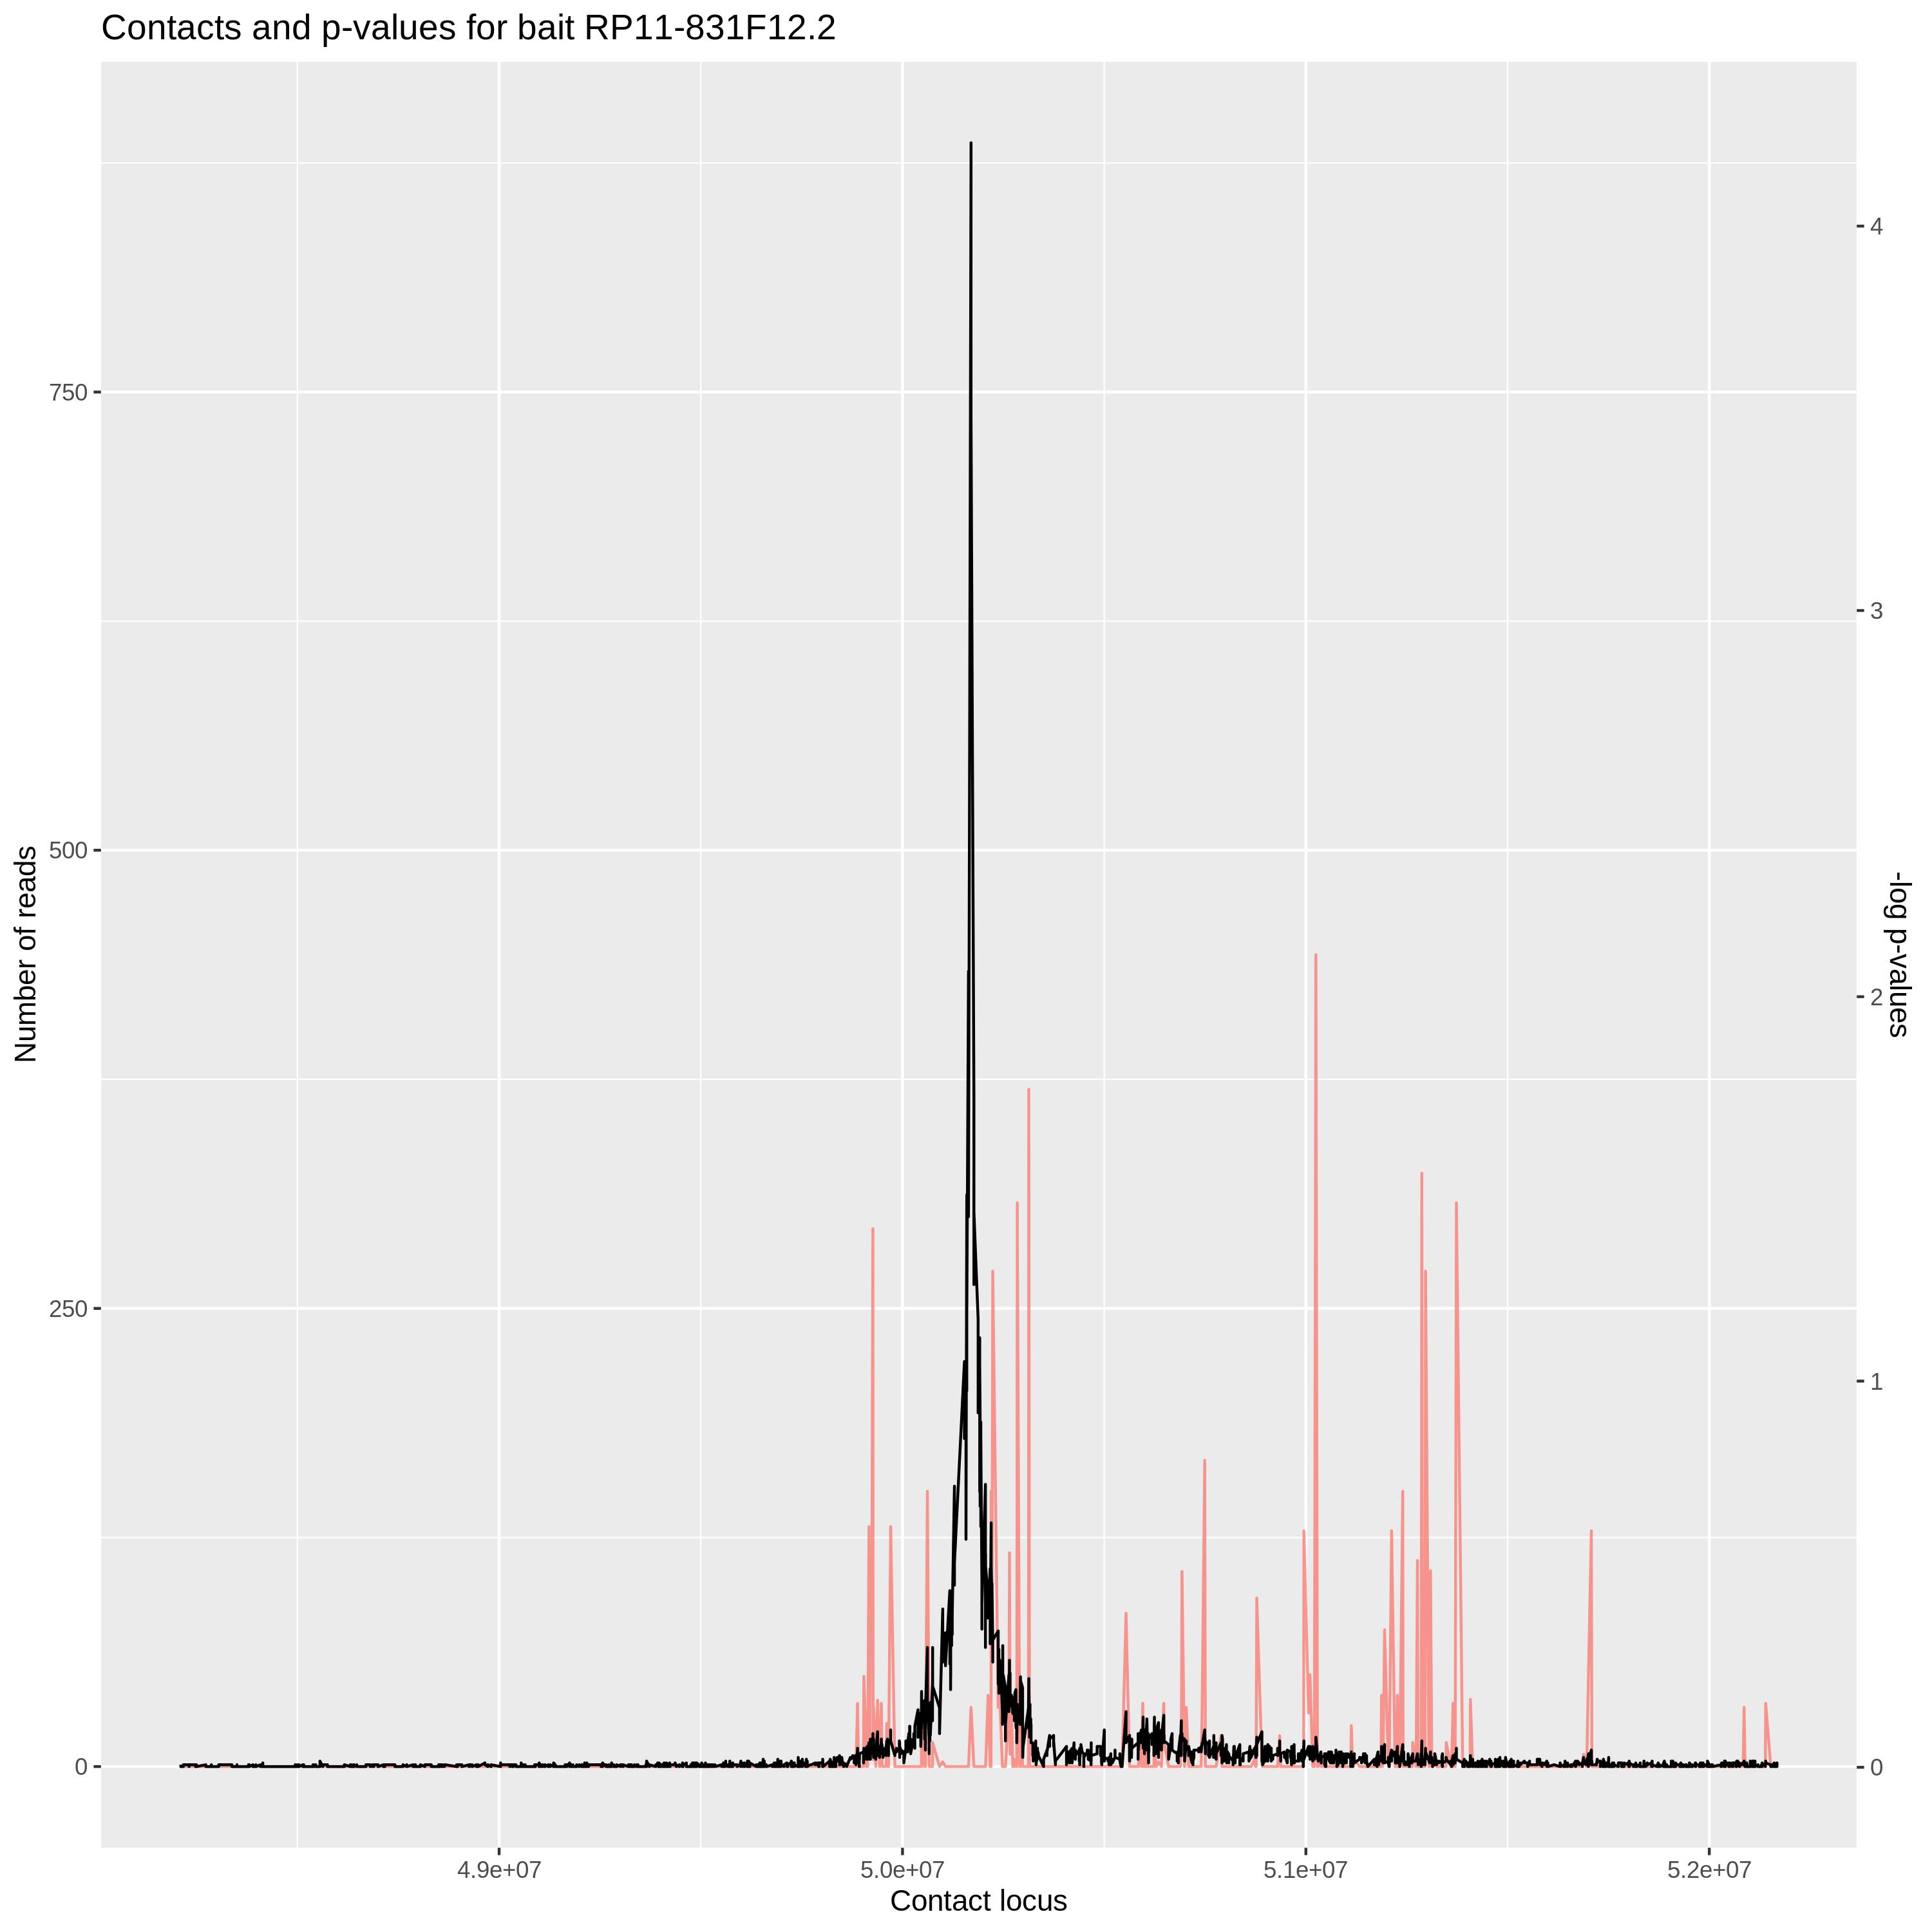 Contacts and p-values for bait RP11-831F12.2
Number of reads
750
500
250
0
4
3
2
1
0
-log p-values
4.9e+07
5.0e+07
5.1e+07
5.2e+07
Contact locus